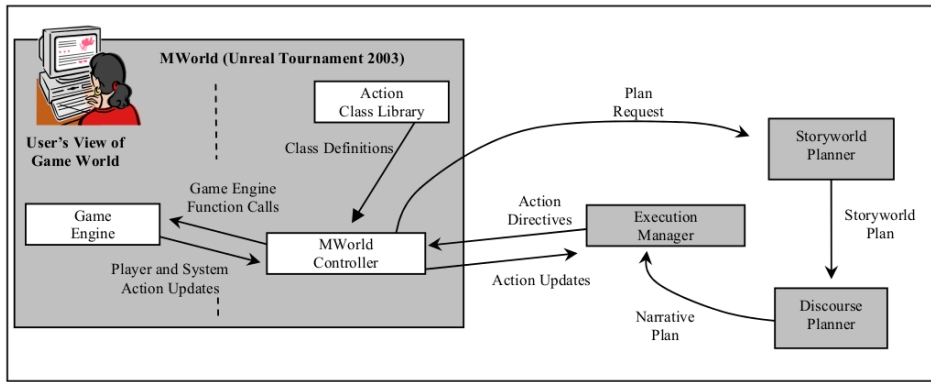 MWorld (Unreal Tournament 2003)
User's View of
Game World
Action
Class Library
Class Definitions
Game Engine
Function Calls
Game
Engine
MWorld
Controller
Player and System
Action Updates
Plan
Request
Storyworld
Planner
Action
Directives
Execution
Manager
Storyworld
Plan
Action Updates
Narrative
Plan
Discourse
Planner